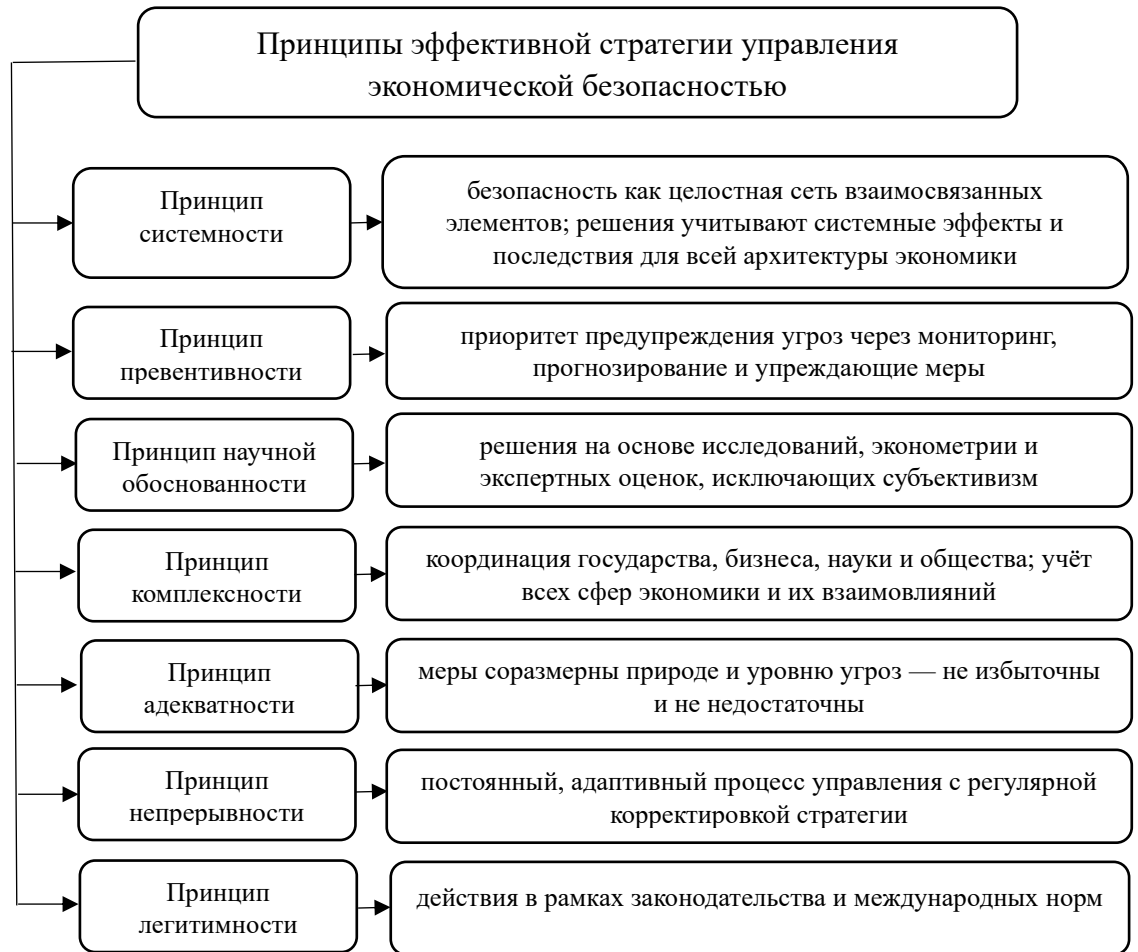 Принципы эффективной стратегии управления
экономической безопасностью
Принцип
системности
безопасность как целостная сеть взаимосвязанных
элементов; решения учитывают системные эффекты и
последствия для всей архитектуры экономики
Принцип
превентивности
приоритет предупреждения угроз через мониторинг,
прогнозирование и упреждающие меры
Принцип научной
обоснованности
решения на основе исследований, эконометрии и
экспертных оценок, исключающих субъективизм
Принцип
комплексности
координация государства, бизнеса, науки и общества; учёт
всех сфер экономики и их взаимовлияний
Принцип
адекватности
меры соразмерны природе и уровню угроз — не избыточны
и не недостаточны
Принцип
непрерывности
постоянный, адаптивный процесс управления с регулярной
корректировкой стратегии
Принцип
легитимности
действия в рамках законодательства и международных норм